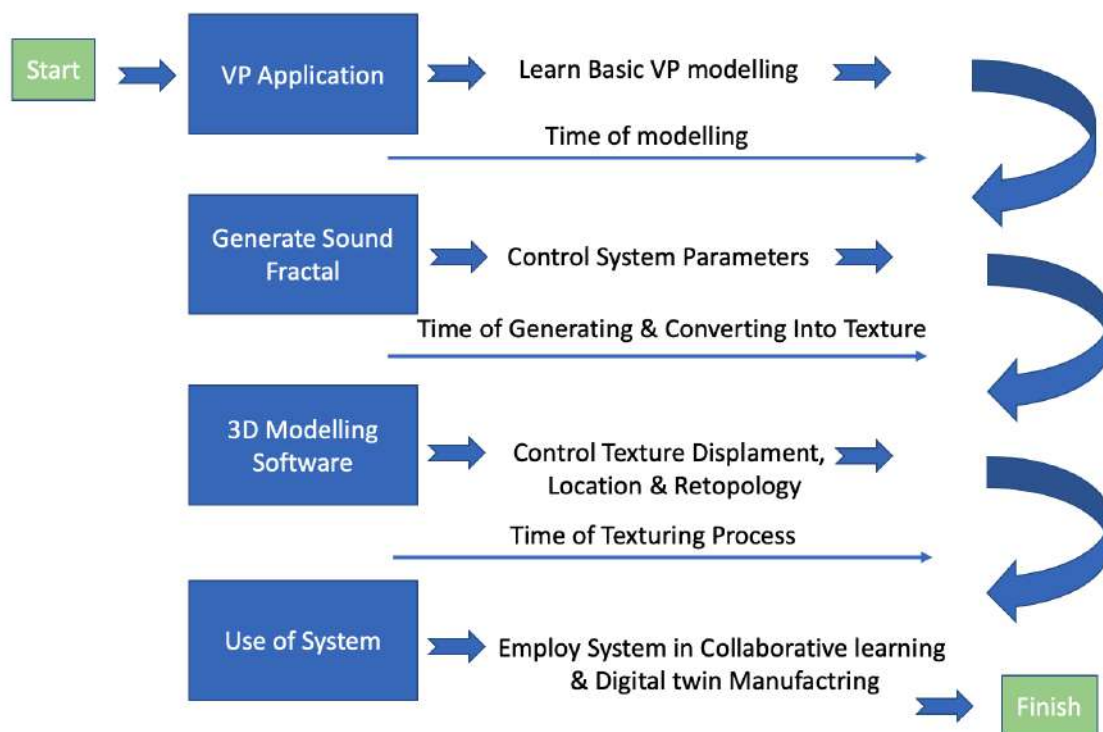 Start
VP Application
Learn Basic VP modelling
Time of modelling
Generate Sound
Fractal
Control System Parameters
Time of Generating & Converting Into Texture
3D Modelling
Software
Control Texture Displament,
Location & Retopology
Time of Texturing Process
Use of System
Employ System in Collaborative learning
& Digital twin Manufactring
Finish